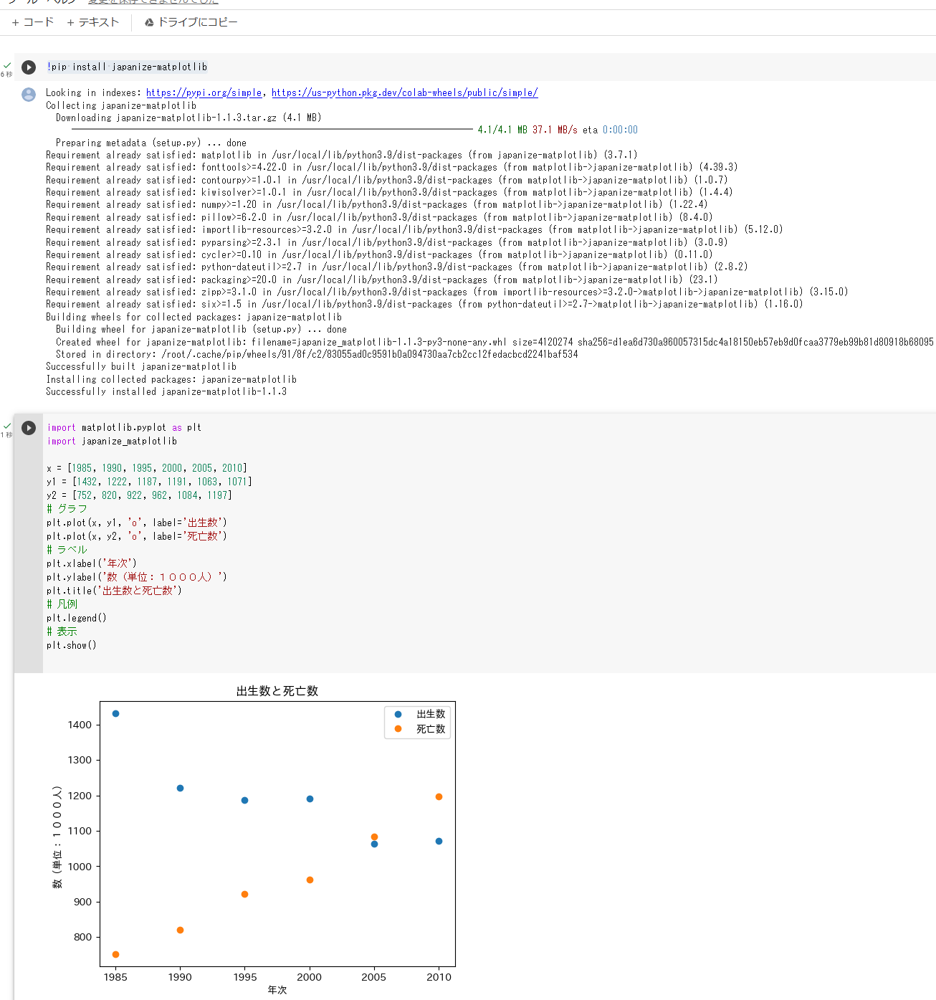 ツール ヘルプ 変更を保存できませんでした
+ コード + テキスト ドライブにコピー
6 秒
!pip install japanize-matplotlib
Looking in indexes: https://pypi.org/simple, https://us-python.pkg.dev/colab-wheels/public/simple/
Collecting japanize-matplotlib
Downloading japanize-matplotlib-1.1.3.tar.gz (4.1 MB)
4.1/4.1 MB 37.1 MB/s eta 0:00:00
Preparing metadata (setup.py) ... done
Requirement already satisfied: matplotlib in /usr/local/lib/python3.9/dist-packages (from japanize-matplotlib) (3.7.1)
Requirement already satisfied: fonttools>=4.22.0 in /usr/local/lib/python3.9/dist-packages (from matplotlib->japanize-matplotlib) (4.39.3)
Requirement already satisfied: contourpy>=1.0.1 in /usr/local/lib/python3.9/dist-packages (from matplotlib->japanize-matplotlib) (1.0.7)
Requirement already satisfied: kiwisolver>=1.0.1 in /usr/local/lib/python3.9/dist-packages (from matplotlib->japanize-matplotlib) (1.4.4)
Requirement already satisfied: numpy>=1.20 in /usr/local/lib/python3.9/dist-packages (from matplotlib->japanize-matplotlib) (1.22.4)
Requirement already satisfied: pillow>=6.2.0 in /usr/local/lib/python3.9/dist-packages (from matplotlib->japanize-matplotlib) (8.4.0)
Requirement already satisfied: importlib-resources>=3.2.0 in /usr/local/lib/python3.9/dist-packages (from matplotlib->japanize-matplotlib) (5.12.0)
Requirement already satisfied: pyparsing>=2.3.1 in /usr/local/lib/python3.9/dist-packages (from matplotlib->japanize-matplotlib) (3.0.9)
Requirement already satisfied: cycler>=0.10 in /usr/local/lib/python3.9/dist-packages (from matplotlib->japanize-matplotlib) (0.11.0)
Requirement already satisfied: python-dateutil>=2.7 in /usr/local/lib/python3.9/dist-packages (from matplotlib->japanize-matplotlib) (2.8.2)
Requirement already satisfied: packaging>=20.0 in /usr/local/lib/python3.9/dist-packages (from matplotlib->japanize-matplotlib) (23.1)
Requirement already satisfied: zipp>=3.1.0 in /usr/local/lib/python3.9/dist-packages (from importlib-resources>=3.2.0->matplotlib->japanize-matplotlib) (3.15.0)
Requirement already satisfied: six>=1.5 in /usr/local/lib/python3.9/dist-packages (from python-dateutil>=2.7->matplotlib->japanize-matplotlib) (1.16.0)
Building wheels for collected packages: japanize-matplotlib
Building wheel for japanize-matplotlib (setup.py) ... done
Created wheel for japanize-matplotlib: filename=japanize_matplotlib-1.1.3-py3-none-any.whl size=4120274 sha256=d1ea6d730a960057315dc4a18150eb57eb9d0fcaa3779eb99b81d80918b68095
Stored in directory: /root/.cache/pip/wheels/91/8f/c2/83055ad0c9591b0a094730aa7cb2cc12fedacbcd2241baf534
Successfully built japanize-matplotlib
Installing collected packages: japanize-matplotlib
Successfully installed japanize-matplotlib-1.1.3
1 秒
import matplotlib.pyplot as plt
import japanize_matplotlib
x = [1985, 1990, 1995, 2000, 2005, 2010]
y1 = [1432, 1222, 1187, 1191, 1063, 1071]
y2 = [752, 820, 922, 962, 1084, 1197]
# グラフ
plt.plot(x, y1, 'o', label='出生数')
plt.plot(x, y2, 'o', label='死亡数')
# ラベル
plt.xlabel('年次')
plt.ylabel('数（単位：１０００人）')
plt.title('出生数と死亡数')
# 凡例
plt.legend()
# 表示
plt.show()
出生数と死亡数
出生数
死亡数
1400
1300
1200
1100
1000
900
800
数（単位：１０００人）
1985 1990 1995 2000 2005 2010
年次